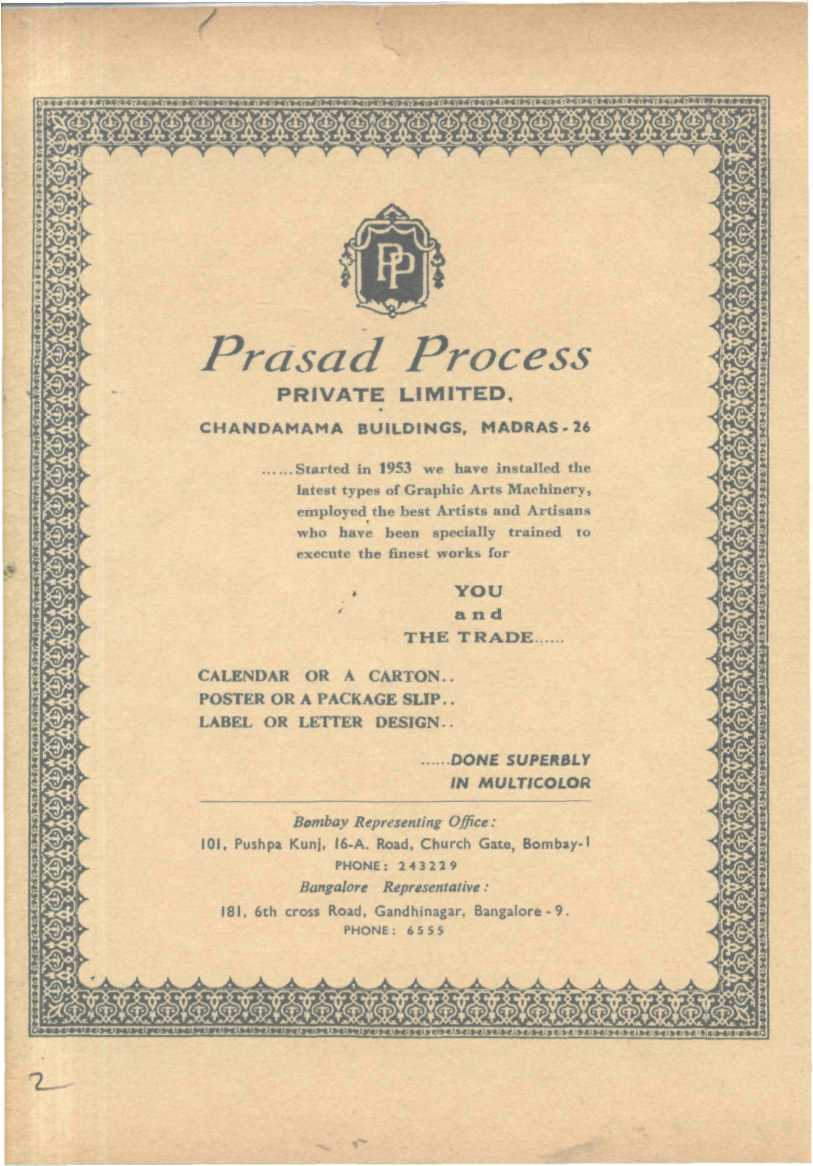 PP
Prasad Process
PRIVATE LIMITED.
CHANDAMAMA BUILDINGS, MADRAS-26
......Started in 1953 we have installed the
latest types of Graphic Arts Machinery,
employed the best Artists and Artisans
who have been specially trained to
execute the finest works for
YOU
and
THE TRADE......
CALENDAR OR A CARTON..
POSTER OR A PACKAGE SLIP..
LABEL OR LETTER DESIGN..
......DONE SUPERBLY
IN MULTICOLOR
Bombay Representing Office:
101, Pushpa Kunj, 16-A. Road, Church Gate, Bombay-1
PHONE: 243229
Bangalore Representative:
181, 6th cross Road, Gandhinagar, Bangalore-9.
PHONE: 6555
2